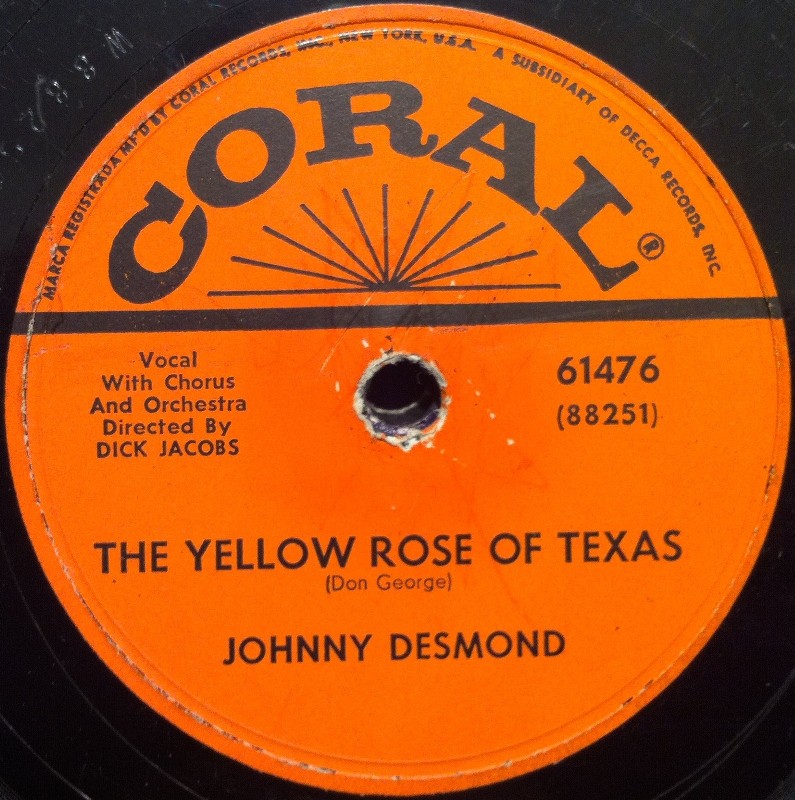 MARCA REGISTRADA MF'D BY CORAL RECORDS, INC., NEW YORK, U.S.A. A SUBSIDIARY OF DECCA RECORDS, INC.
CORAL®
Vocal
With Chorus
And Orchestra
Directed By
DICK JACOBS
61476
(88251)
THE YELLOW ROSE OF TEXAS
(Don George)
JOHNNY DESMOND